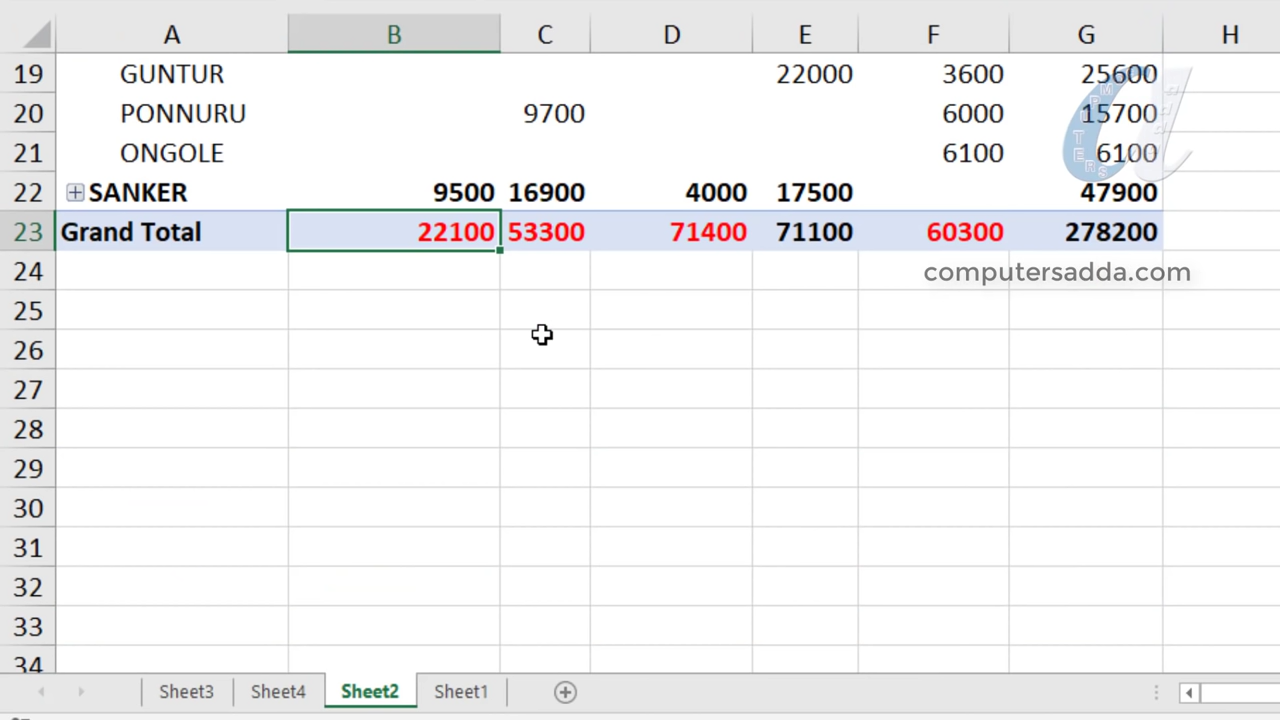 A B C D E F G H
19 GUNTUR 22000 3600 25600
20 PONNURU 9700 6000 15700
21 ONGOLE 6100 6100
22 SANKER 9500 16900 4000 17500 47900
23 Grand Total 22100 53300 71400 71100 60300 278200
24 computersadda.com
25
26
27
28
29
30
31
32
33
34
Sheet3 Sheet4 Sheet2 Sheet1